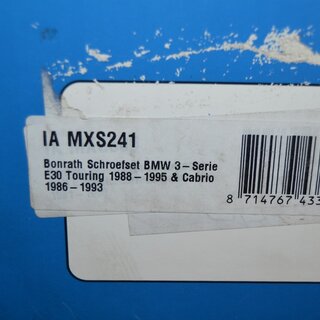 IA MXS241
Bonrath Schroefset BMW 3-Serie
E30 Touring 1988-1995 & Cabrio
1986-1993
8 714767 433